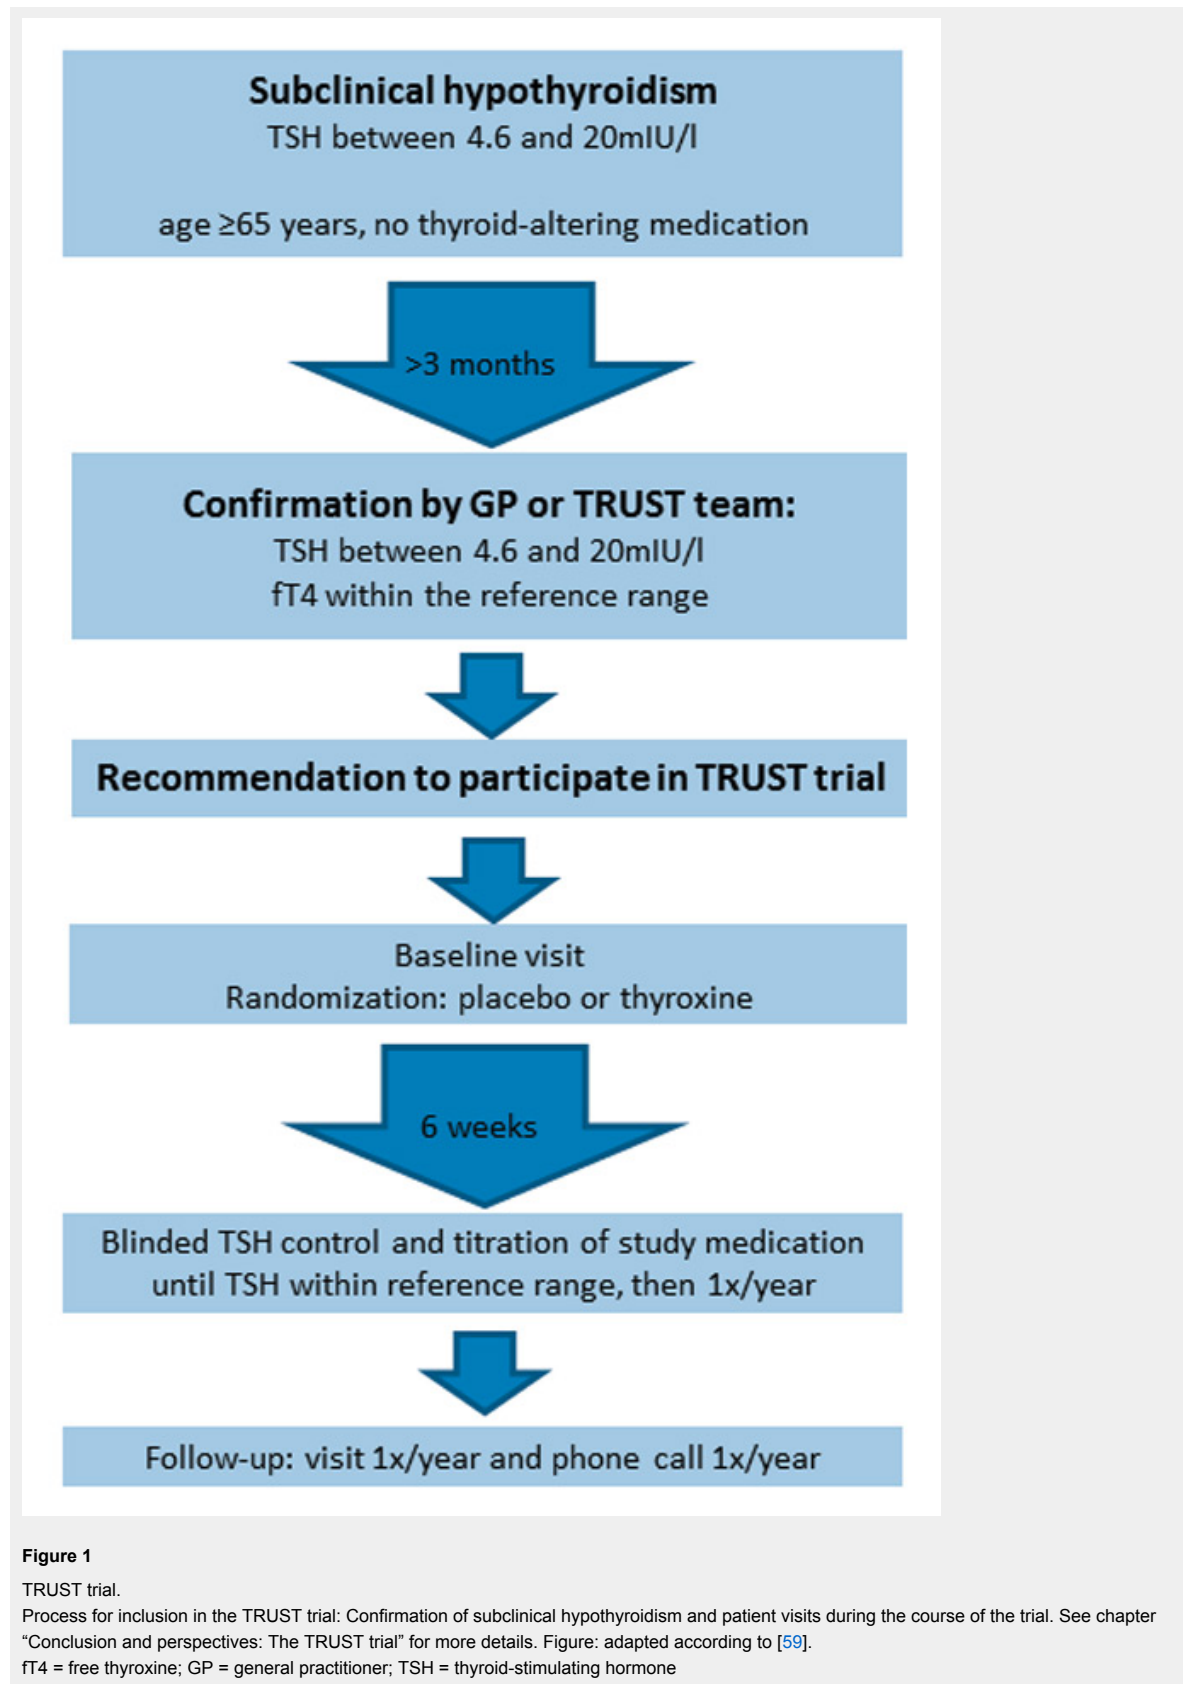 Subclinical hypothyroidism
TSH between 4.6 and 20mIU/l
age ≥65 years, no thyroid-altering medication
>3 months
Confirmation by GP or TRUST team:
TSH between 4.6 and 20mIU/l
fT4 within the reference range
Recommendation to participate in TRUST trial
Baseline visit
Randomization: placebo or thyroxine
6 weeks
Blinded TSH control and titration of study medication
until TSH within reference range, then 1x/year
Follow-up: visit 1x/year and phone call 1x/year
Figure 1
TRUST trial.
Process for inclusion in the TRUST trial: Confirmation of subclinical hypothyroidism and patient visits during the course of the trial. See chapter
“Conclusion and perspectives: The TRUST trial” for more details. Figure: adapted according to [59].
fT4 = free thyroxine; GP = general practitioner; TSH = thyroid-stimulating hormone